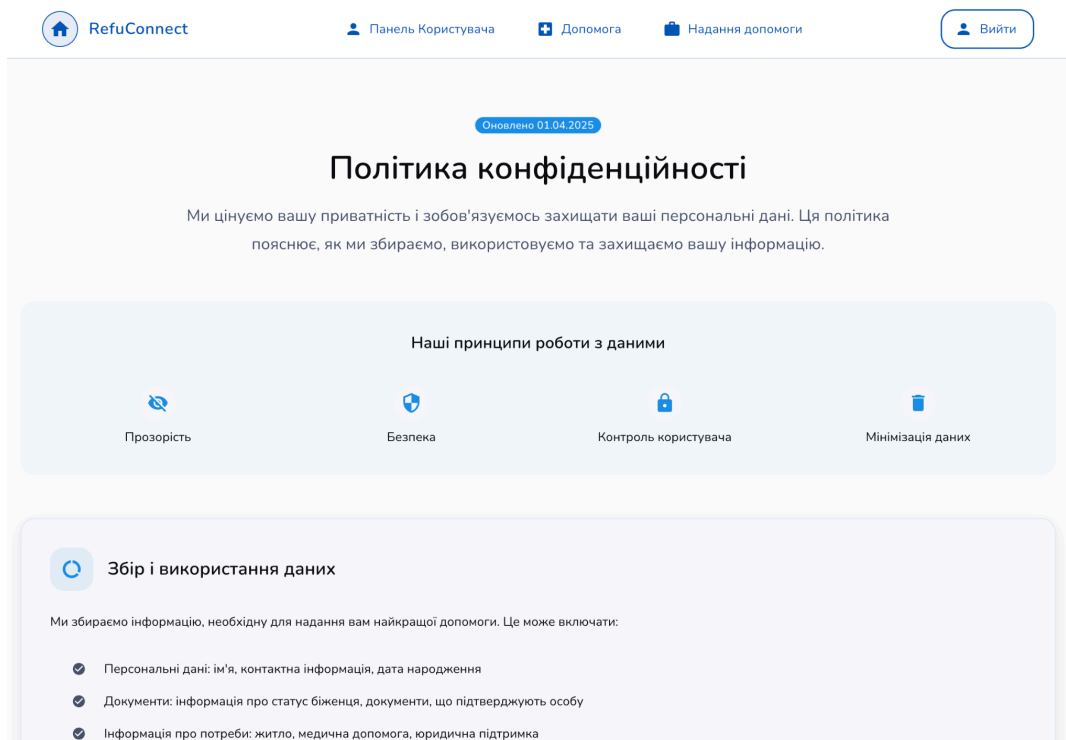 RefuConnect
Панель Користувача
Допомога
Надання допомоги
Вийти
Оновлено 01.04.2025
Політика конфіденційності
Ми цінуємо вашу приватність і зобов'язуємось захищати ваші персональні дані. Ця політика
пояснює, як ми збираємо, використовуємо та захищаємо вашу інформацію.
Наші принципи роботи з даними
Прозорість
Безпека
Контроль користувача
Мінімізація даних
Збір і використання даних
Ми збираємо інформацію, необхідну для надання вам найкращої допомоги. Це може включати:
Персональні дані: ім'я, контактна інформація, дата народження
Документи: інформація про статус біженця, документи, що підтверджують особу
Інформація про потреби: житло, медична допомога, юридична підтримка